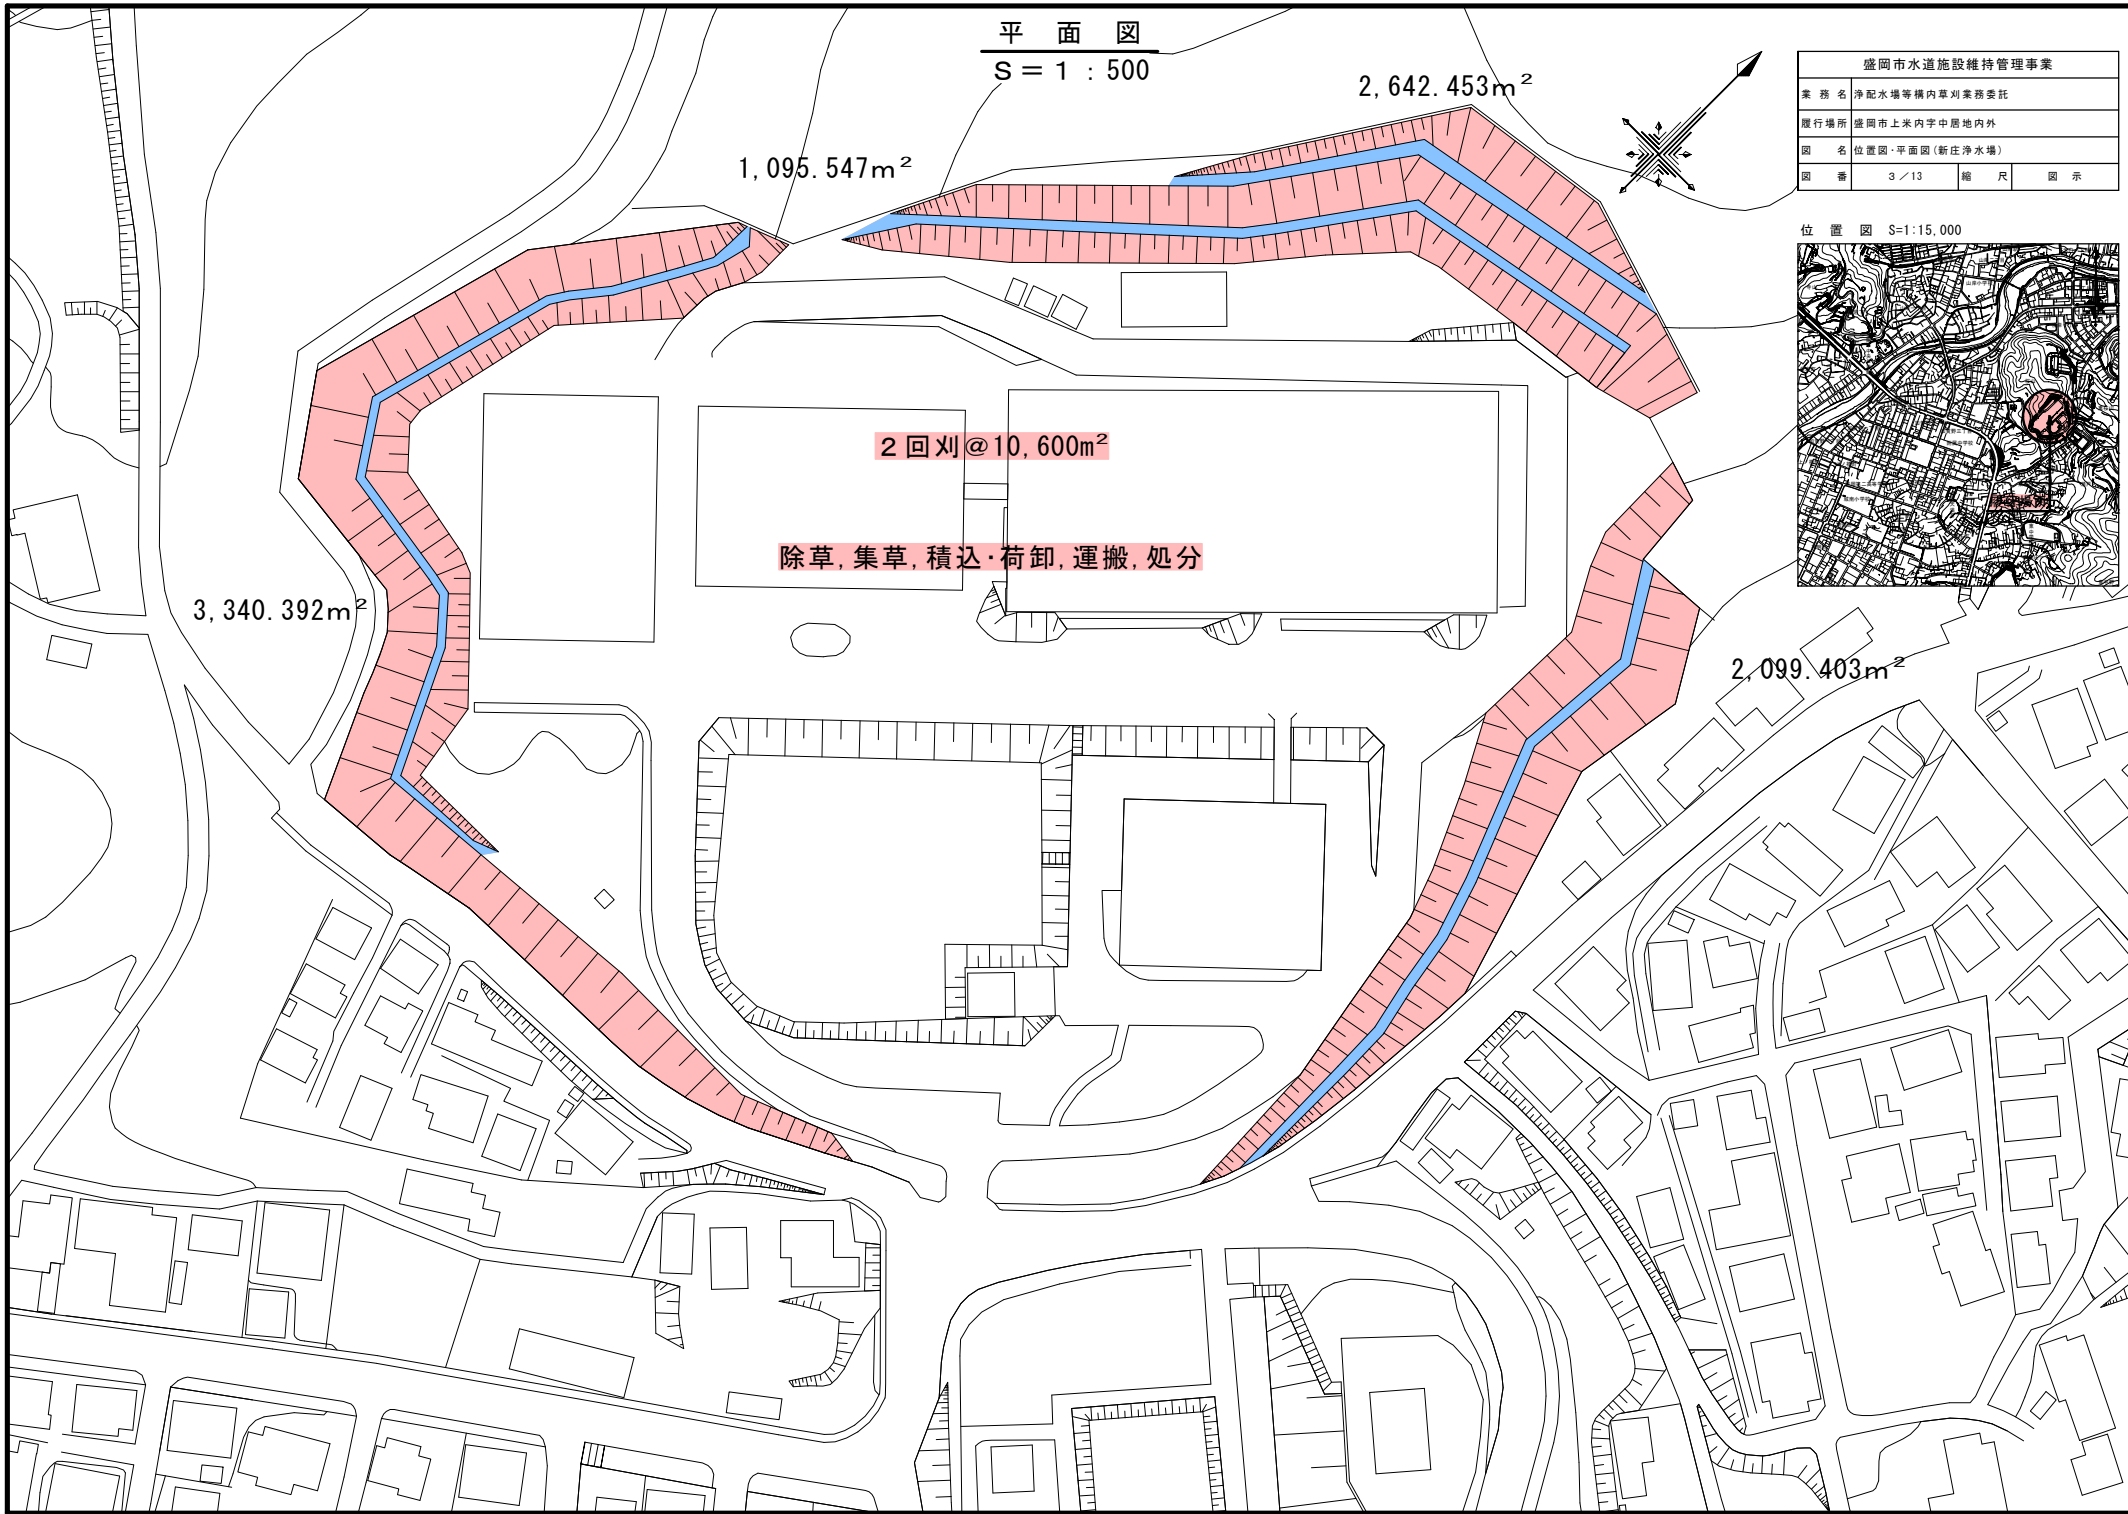 平 面 図
S = 1 : 500
2,642.453m²
1,095.547m²
盛岡市水道施設維持管理事業
業 務 名 浄配水場等構内草刈業務委託
履行場所 盛岡市上米内字中居地内外
図 名 位置図・平面図(新庄浄水場)
図 番 3/13 縮 尺 図 示
位 置 図 S=1:15,000
2回刈@10,600m²
除草,集草,積込・荷卸,運搬,処分
3,340.392m²
2,099.403m²